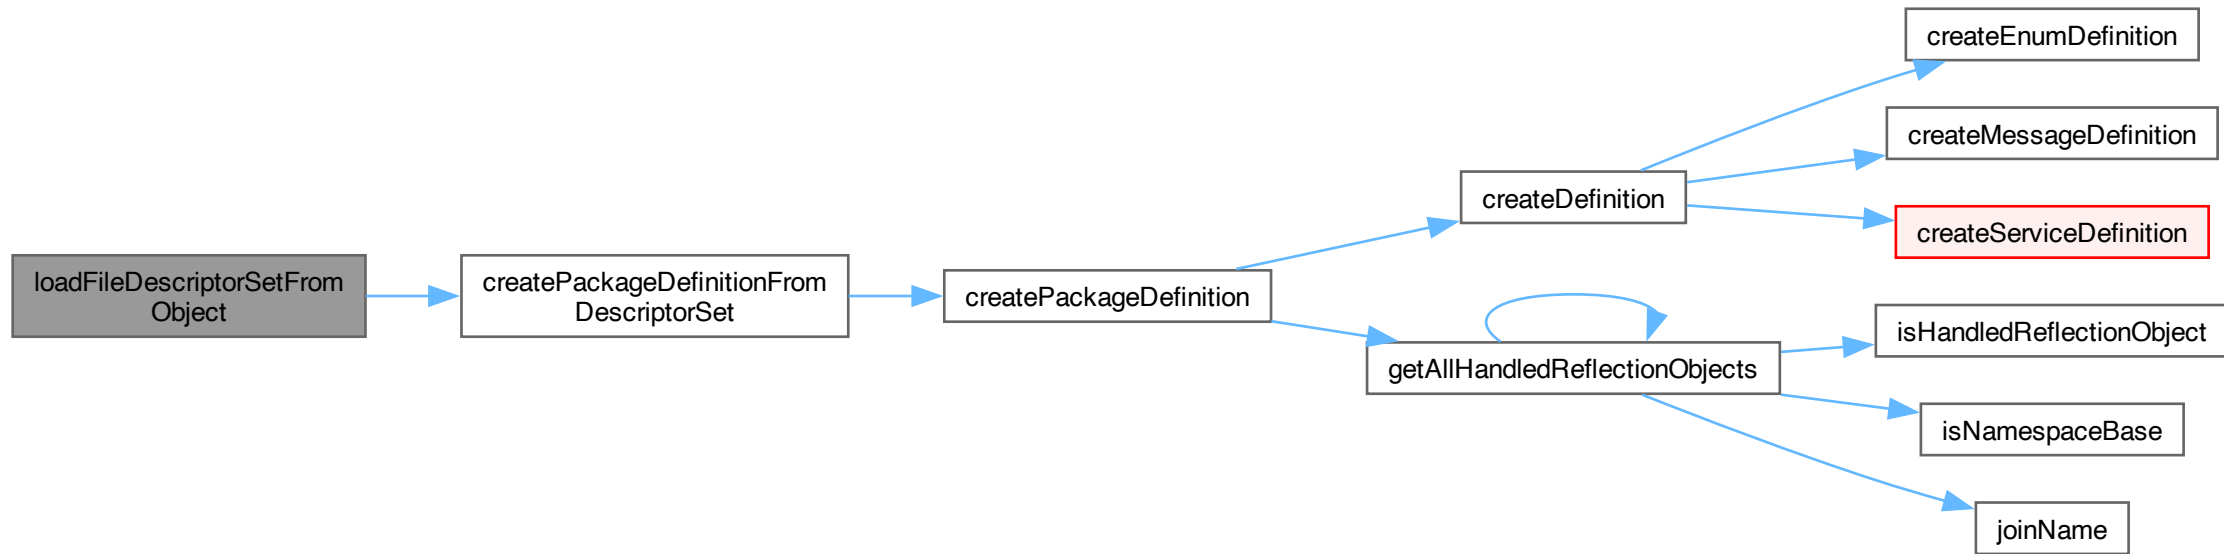 loadFileDescriptorSetFrom
Object
createPackageDefinitionFrom
DescriptorSet
createPackageDefinition
createDefinition
getAllHandledReflectionObjects
createEnumDefinition
createMessageDefinition
createServiceDefinition
isHandledReflectionObject
isNamespaceBase
joinName